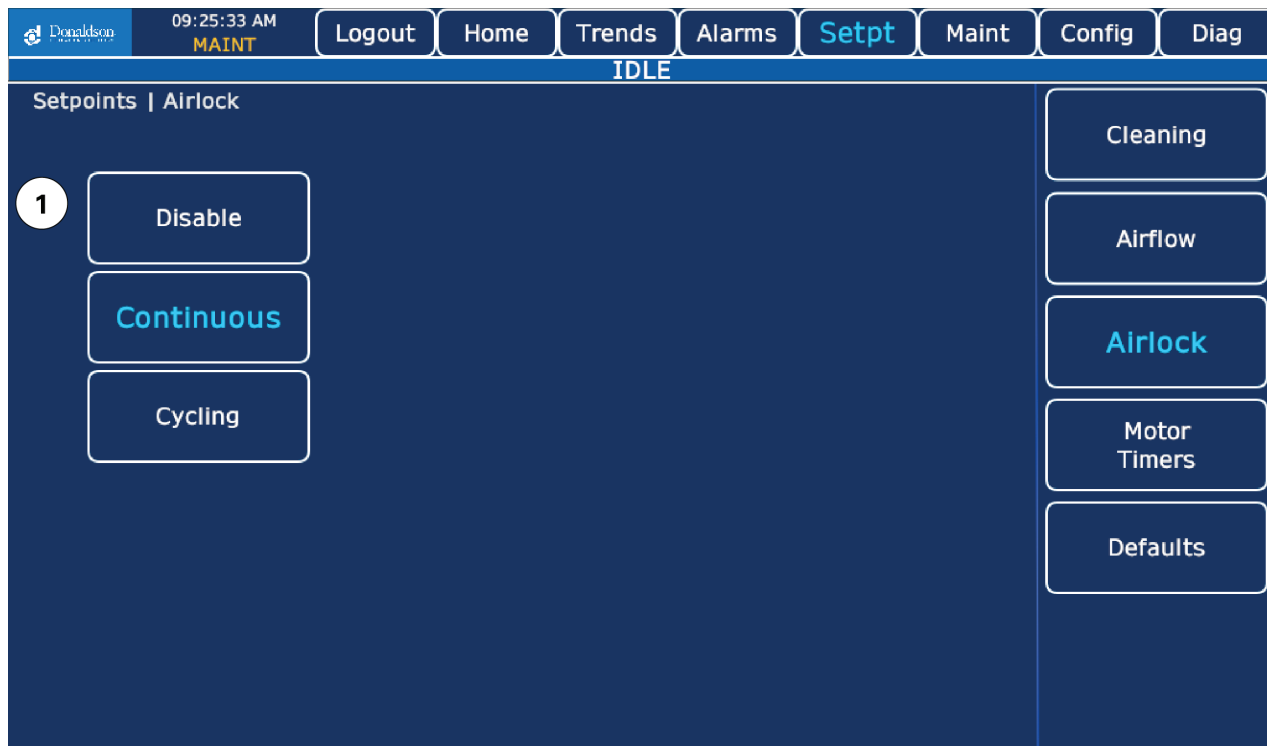 Donaldson
09:25:33 AM
MAINT
Logout
Home
Trends
Alarms
Setpt
Maint
Config
Diag
IDLE
Setpoints | Airlock
1
Disable
Continuous
Cycling
Cleaning
Airflow
Airlock
Motor
Timers
Defaults